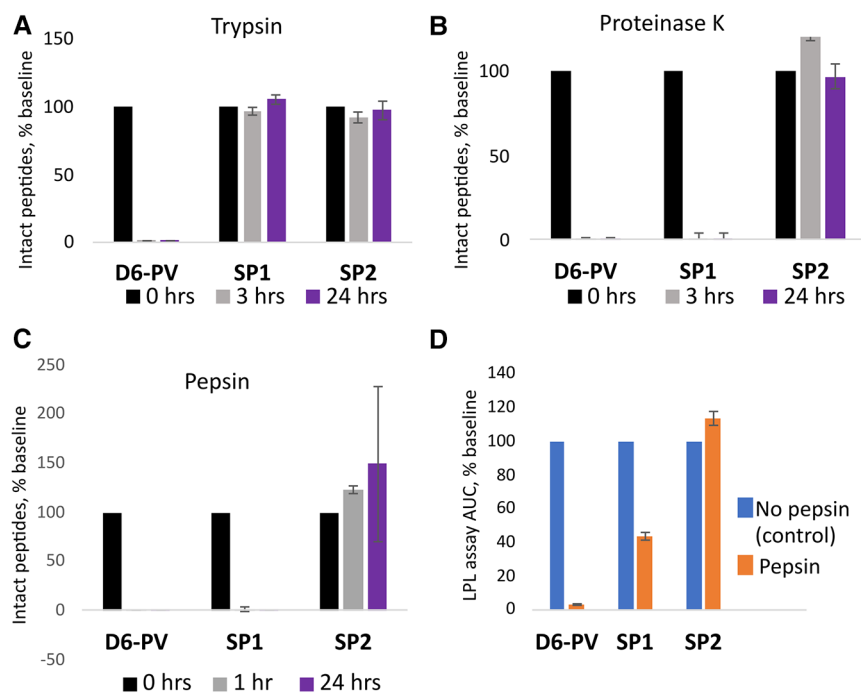 A
Trypsin
Intact peptides, % baseline
150
100
50
0
D6-PV SP1 SP2
0 hrs 3 hrs 24 hrs
B
Proteinase K
Intact peptides, % baseline
100
50
0
D6-PV SP1 SP2
0 hrs 3 hrs 24 hrs
C
Pepsin
Intact peptides, % baseline
250
200
150
100
50
0
-50
D6-PV SP1 SP2
0 hrs 1 hr 24 hrs
D
LPL assay AUC, % baseline
140
120
100
80
60
40
20
0
D6-PV SP1 SP2
No pepsin
(control)
Pepsin